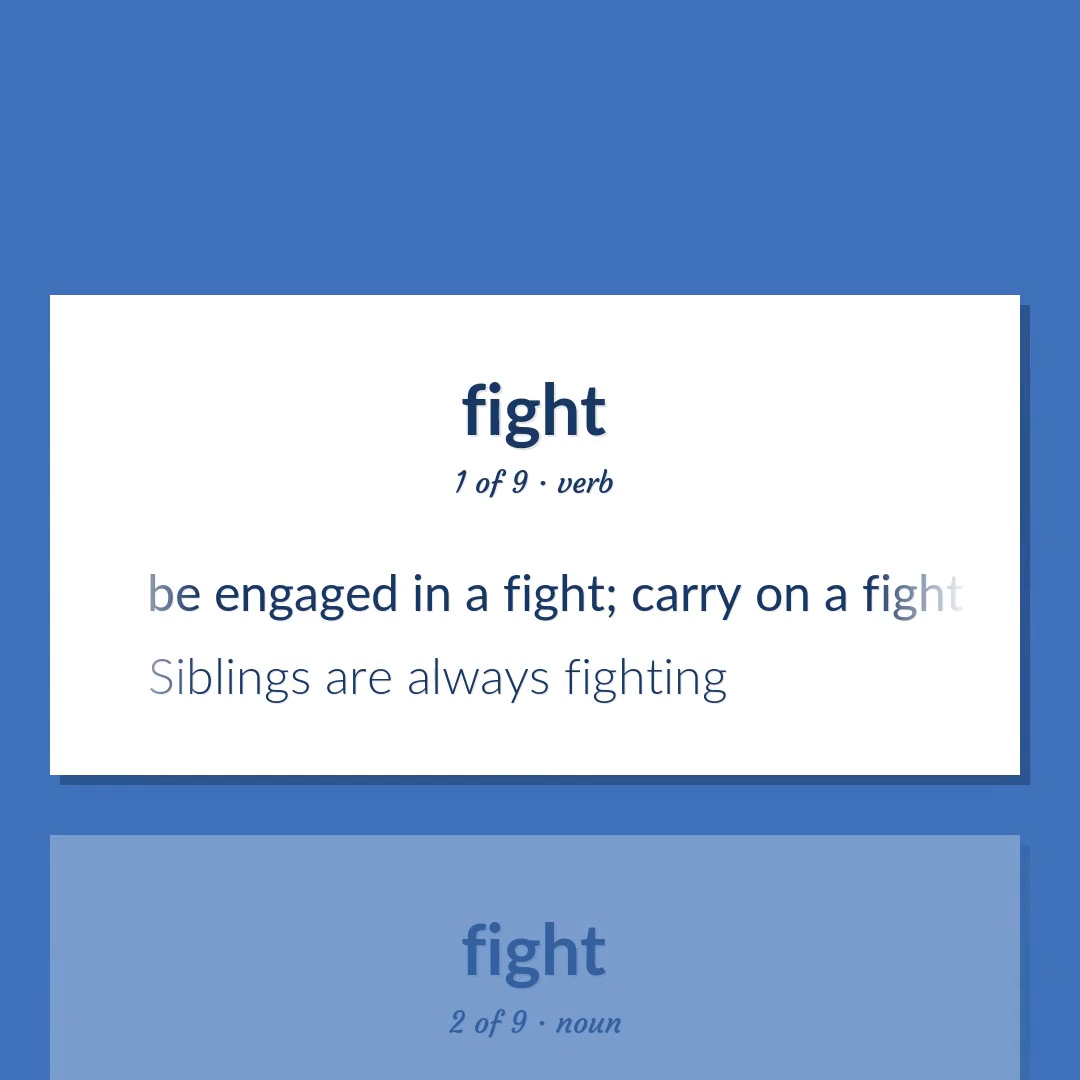 fight
1 of 9 · verb
be engaged in a fight; carry on a fight
Siblings are always fighting
fight
2 of 9 · noun